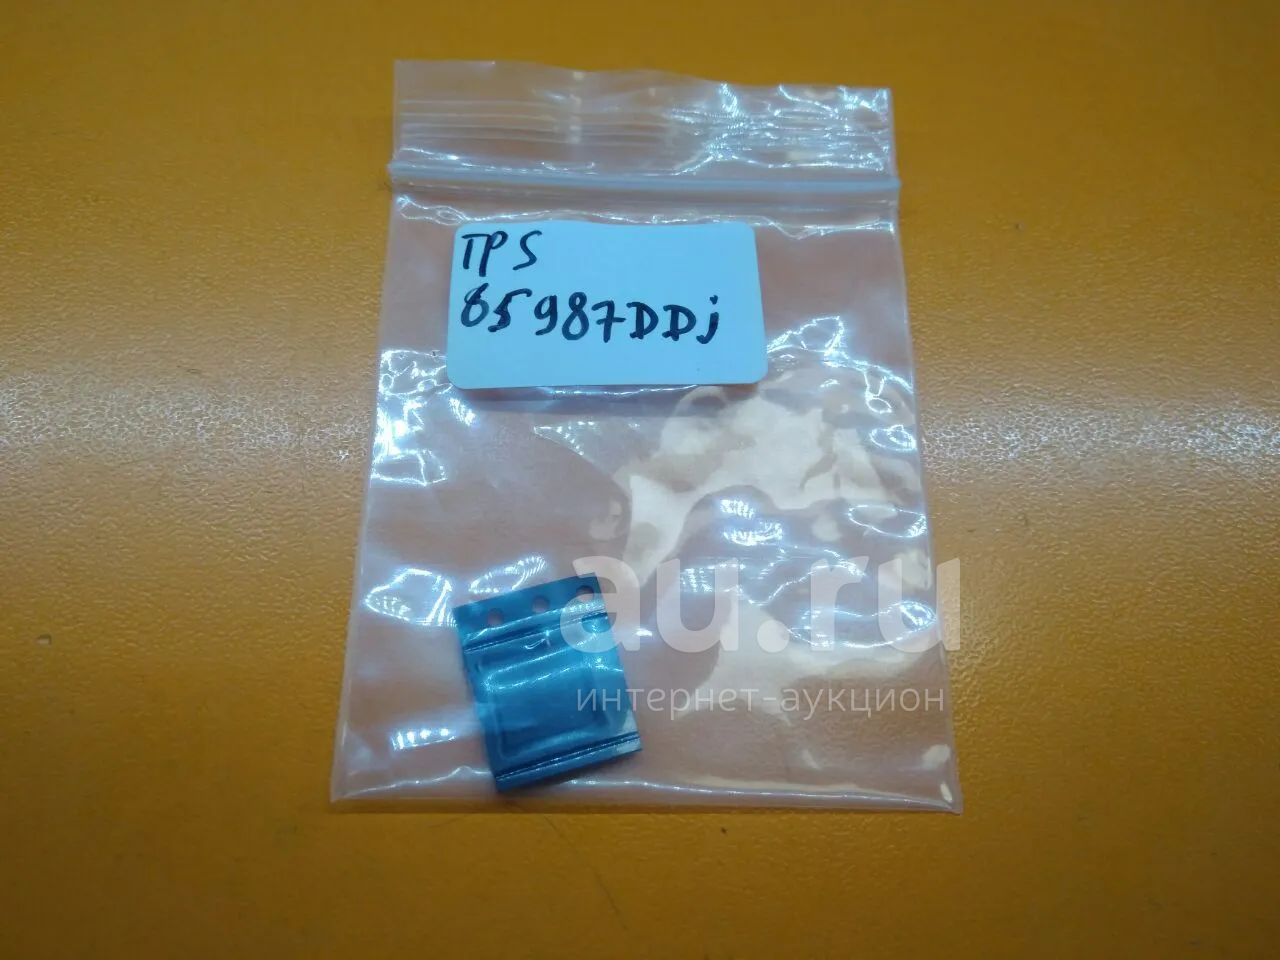 TPS
65987DDj
au.ru
интернет-аукцион